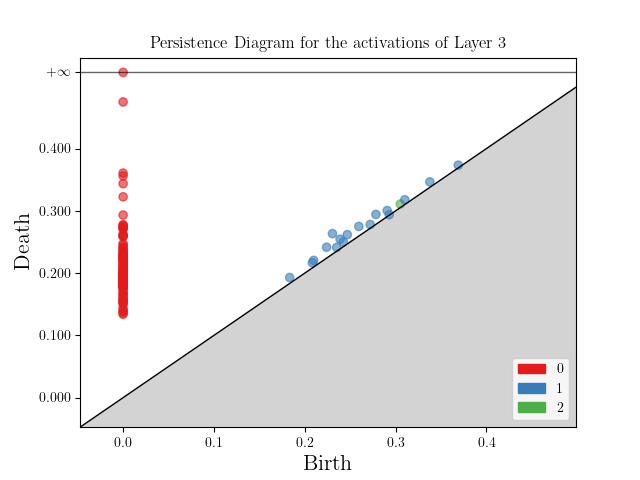 Persistence Diagram for the activations of Layer 3
+∞
0.400
0.300
0.200
0.100
0.000
Death
0.0 0.1 0.2 0.3 0.4
Birth
0
1
2